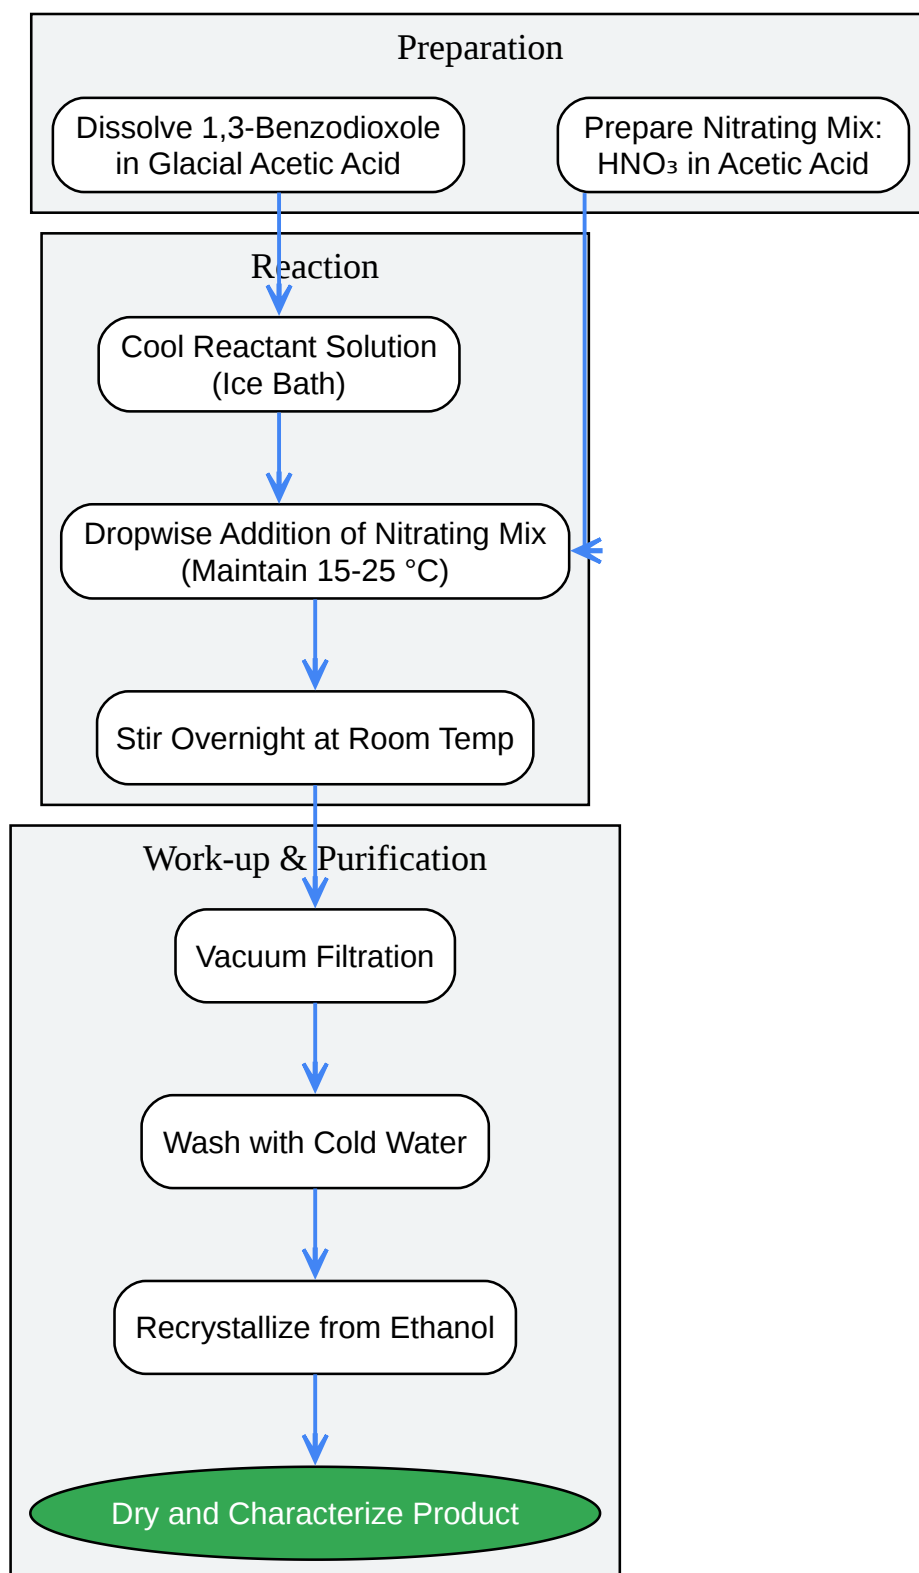 Preparation
Dissolve 1,3-Benzodioxole
in Glacial Acetic Acid
Prepare Nitrating Mix:
HNO₃ in Acetic Acid
Reaction
Cool Reactant Solution
(Ice Bath)
Dropwise Addition of Nitrating Mix
(Maintain 15-25 °C)
Stir Overnight at Room Temp
Work-up & Purification
Vacuum Filtration
Wash with Cold Water
Recrystallize from Ethanol
Dry and Characterize Product